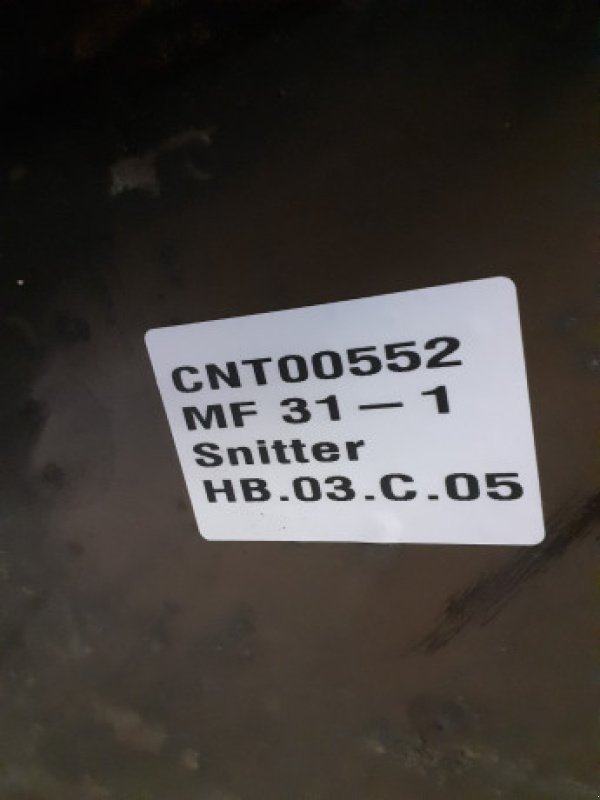 CNT00552
MF 31 - 1
Snitter
HB.03.C.05